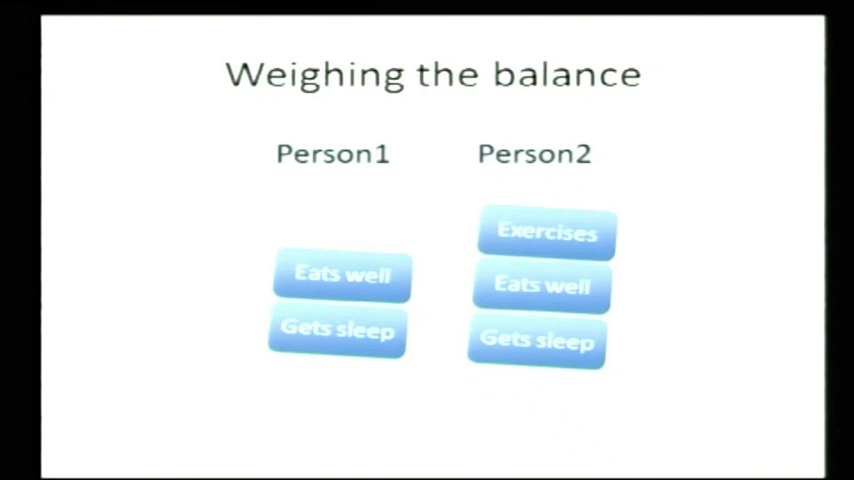 Weighing the balance
Person1 Person2
Exercises
Eats well
Eats well
Gets sleep
Gets sleep